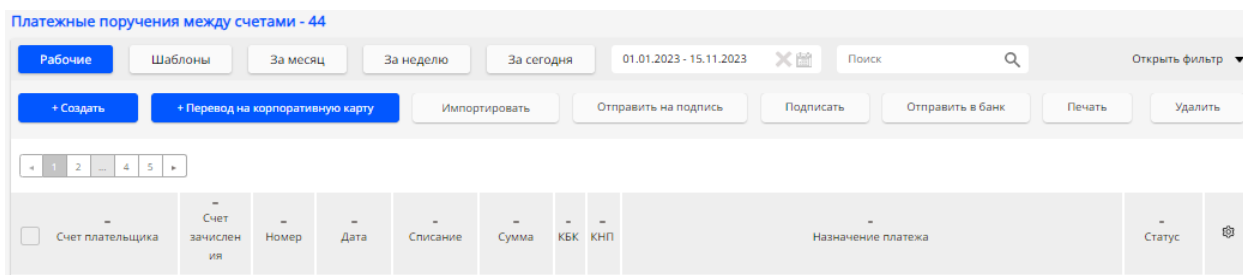 Платежные поручения между счетами - 44
Рабочие Шаблоны За месяц За неделю За сегодня 01.01.2023 - 15.11.2023 Поиск Открыть фильтр
+ Создать + Перевод на корпоративную карту Импортировать Отправить на подпись Подписать Отправить в банк Печать Удалить
1 2 ... 4 5
Счет плательщика Счет зачислен ия Номер Дата Списание Сумма КБК КНП Назначение платежа Статус